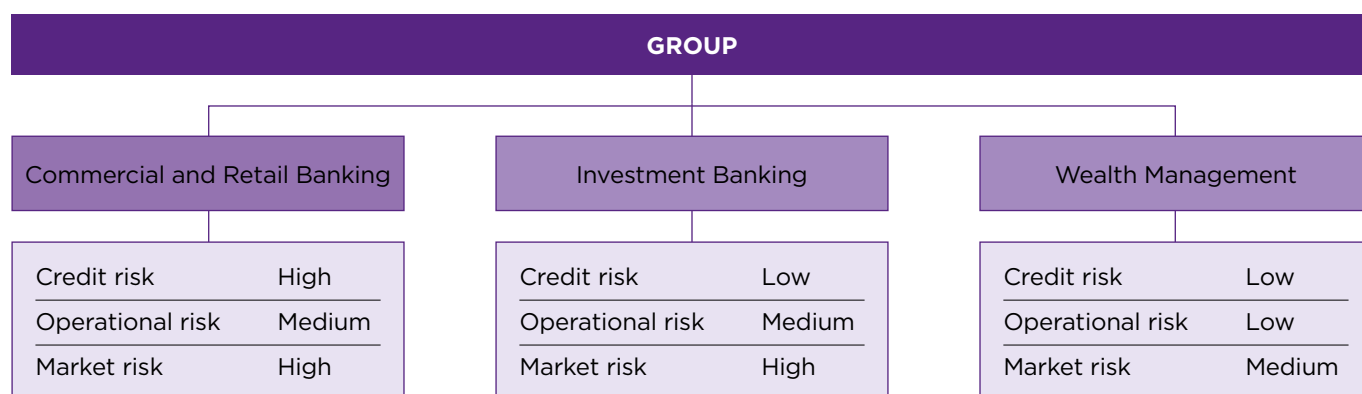 GROUP
Commercial and Retail Banking
Investment Banking
Wealth Management
Credit risk High
Operational risk Medium
Market risk High
Credit risk Low
Operational risk Medium
Market risk High
Credit risk Low
Operational risk Low
Market risk Medium